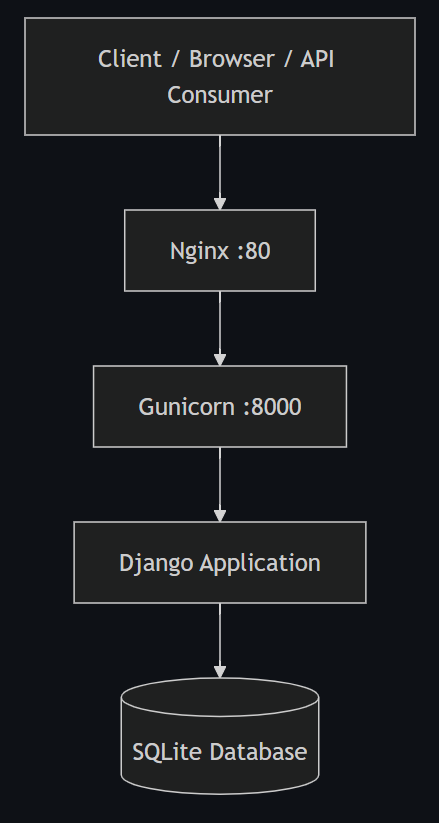 Client / Browser / API
Consumer
Nginx :80
Gunicorn :8000
Django Application
SQLite Database